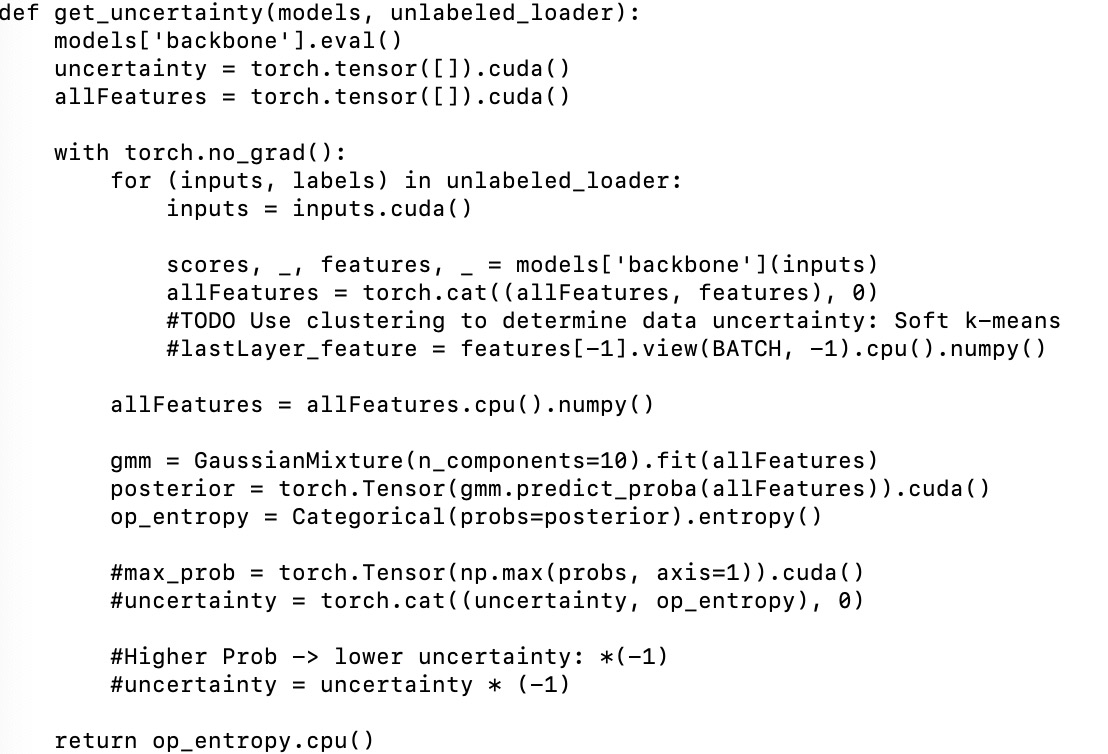 def get_uncertainty(models, unlabeled_loader):
    models['backbone'].eval()
    uncertainty = torch.tensor([]).cuda()
    allFeatures = torch.tensor([]).cuda()

    with torch.no_grad():
        for (inputs, labels) in unlabeled_loader:
            inputs = inputs.cuda()

            scores, _, features, _ = models['backbone'](inputs)
            allFeatures = torch.cat((allFeatures, features), 0)
            #TODO Use clustering to determine data uncertainty: Soft k-means
            #lastLayer_feature = features[-1].view(BATCH, -1).cpu().numpy()

        allFeatures = allFeatures.cpu().numpy()

        gmm = GaussianMixture(n_components=10).fit(allFeatures)
        posterior = torch.Tensor(gmm.predict_proba(allFeatures)).cuda()
        op_entropy = Categorical(probs=posterior).entropy()

        #max_prob = torch.Tensor(np.max(probs, axis=1)).cuda()
        #uncertainty = torch.cat((uncertainty, op_entropy), 0)

        #Higher Prob -> lower uncertainty: *(-1)
        #uncertainty = uncertainty * (-1)

    return op_entropy.cpu()